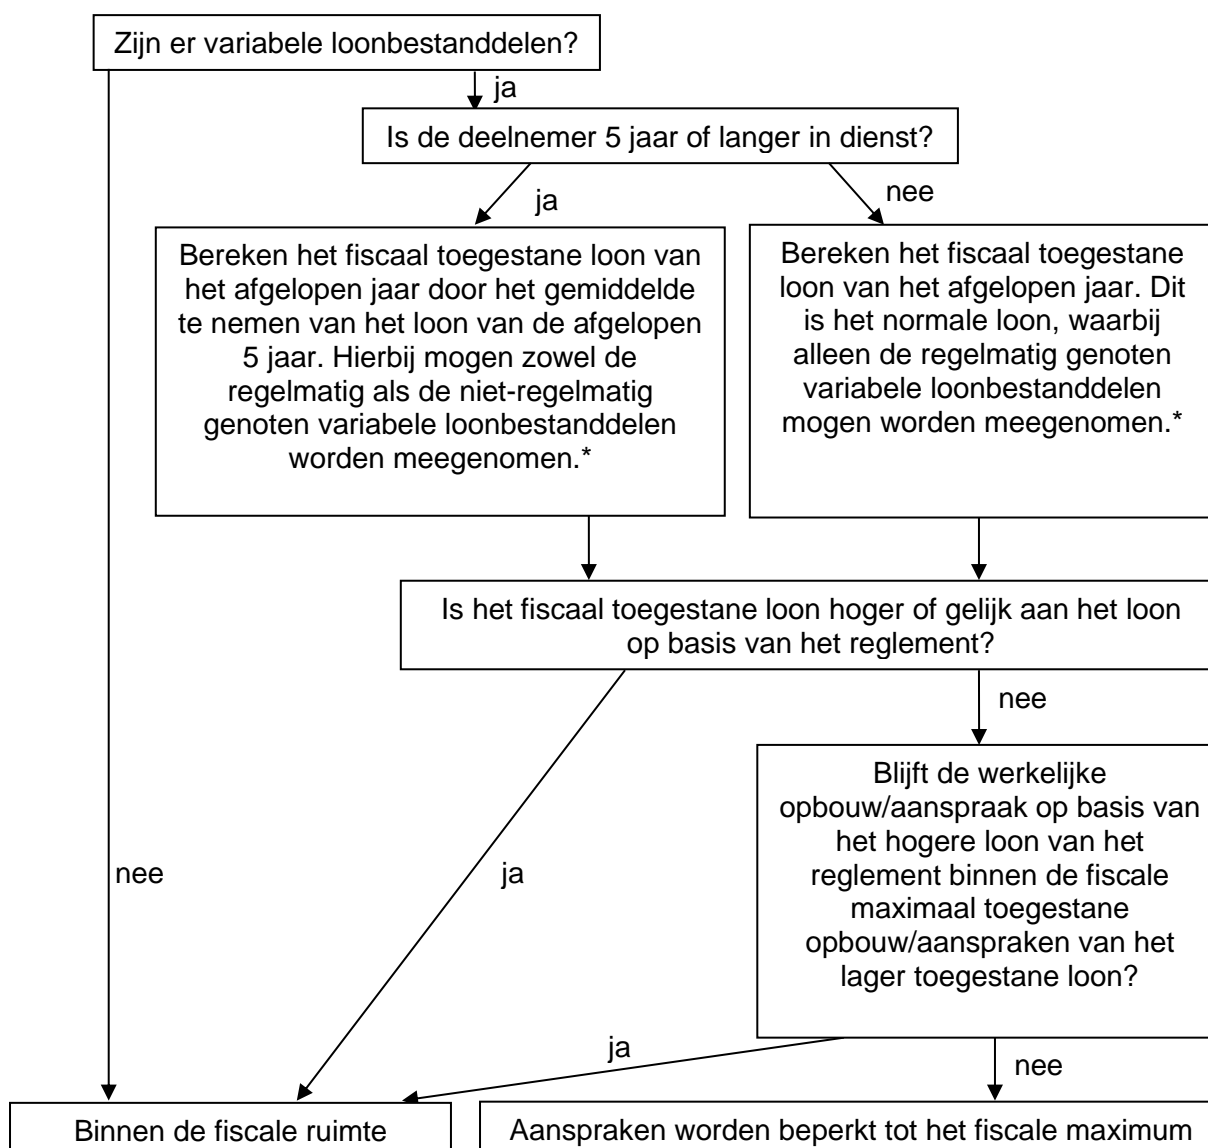 Zijn er variabele loonbestanddelen?
ja
Is de deelnemer 5 jaar of langer in dienst?
ja
nee
Bereken het fiscaal toegestane loon van
het afgelopen jaar door het gemiddelde
te nemen van het loon van de afgelopen
5 jaar. Hierbij mogen zowel de
regelmatig als de niet-regelmatig
genoten variabele loonbestanddelen
worden meegenomen.*
Bereken het fiscaal toegestane
loon van het afgelopen jaar. Dit
is het normale loon, waarbij
alleen de regelmatig genoten
variabele loonbestanddelen
mogen worden meegenomen.*
Is het fiscaal toegestane loon hoger of gelijk aan het loon
op basis van het reglement?
nee
Blijft de werkelijke
opbouw/aanspraak op basis van
het hogere loon van het
reglement binnen de fiscale
maximaal toegestane
opbouw/aanspraken van het
lager toegestane loon?
nee
ja
ja
nee
Binnen de fiscale ruimte
Aanspraken worden beperkt tot het fiscale maximum